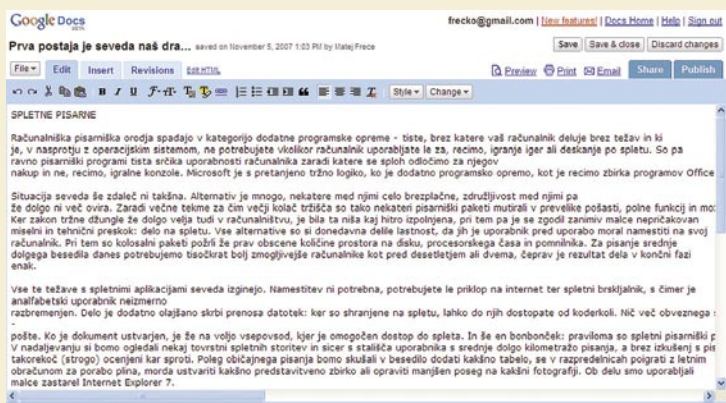 Google Docs
BETA
frecko@gmail.com | New features! | Docs Home | Help | Sign out
Prva postaja je seveda naš dra... saved on November 5, 2007 1:03 PM by Matej Frece
Save Save & close Discard changes
File Edit Insert Revisions Edit HTML Preview Print Email Share Publish
B I U Style Change
SPLETNE PISARNE
Računalniška pisarniška orodja spadajo v kategorijo dodatne programske opreme - tiste, brez katere vaš računalnik deluje brez težav in ki
je, v nasprotju z operacijskim sistemom, ne potrebujete vkolikor računalnik uporabljate le za, recimo, igranje iger ali deskanje po spletu. So pa
ravno pisarniški programi tista srčika uporabnosti računalnika zaradi katere se sploh odločimo za njegov
nakup in ne, recimo, igralne konzole. Microsoft je s pretanjeno tržno logiko, ko je dodatno programsko opremo, kot je recimo zbirka programov Office
Situacija seveda še zdaleč ni takšna. Alternativ je mnogo, nekatere med njimi celo brezplačne, združljivost med njimi pa
že dolgo ni več ovira. Zaradi večne tekme za čim večji kolač tržišča so tako nekateri pisarniški paketi mutirali v prevelike pošasti, polne funkcij in mo
Ker zakon tržne džungle že dolgo velja tudi v računalništvu, je bila ta niša kaj hitro izpolnjena, pri tem pa je se zgodil zanimiv malce nepričakovan
miselni in tehnični preskok: delo na spletu. Vse alternative so si donedavna delile lastnost, da jih je uporabnik pred uporabo moral namestiti na svoj
računalnik. Pri tem so kolosalni paketi požrli že prav obscene količine prostora na disku, procesorskega časa in pomnilnika. Za pisanje srednje
dolgega besedila danes potrebujemo tisočkrat bolj zmogljivejše računalnike kot pred desetletjem ali dvema, čeprav je rezultat dela v končni fazi
enak.
Vse te težave s spletnimi aplikacijami seveda izginejo. Namestitev ni potrebna, potrebujete le priklop na internet ter spletni brskljalnik, s čimer je
analfabetski uporabnik neizmerno
razbremenjen. Delo je dodatno olajšano skrbi prenosa datotek: ker so shranjene na spletu, lahko do njih dostopate od koderkoli. Nič več obveznega
-
pošte. Ko je dokument ustvarjen, je že na voljo vsepovsod, kjer je omogočen dostop do spleta. In še en bonbonček: praviloma so spletni pisarniški p
V nadaljevanju si bomo ogledali nekaj tovrstni spletnih storitev in sicer s stališča uporabnika s srednje dolgo kilometražo pisanja, a brez izkušenj s pis
takorekoč (strogo) ocenjeni kar sproti. Poleg običajnega pisanja bomo skušali v besedilo dodati kakšno tabelo, se v razpredelnicah poigrati z letnim
obračunom za porabo plina, morda ustvariti kakšno predstavitveno zbirko ali opraviti manjšen poseg na kakšni fotografiji. Ob delu smo uporabljali
malce zastarel Internet Explorer 7.